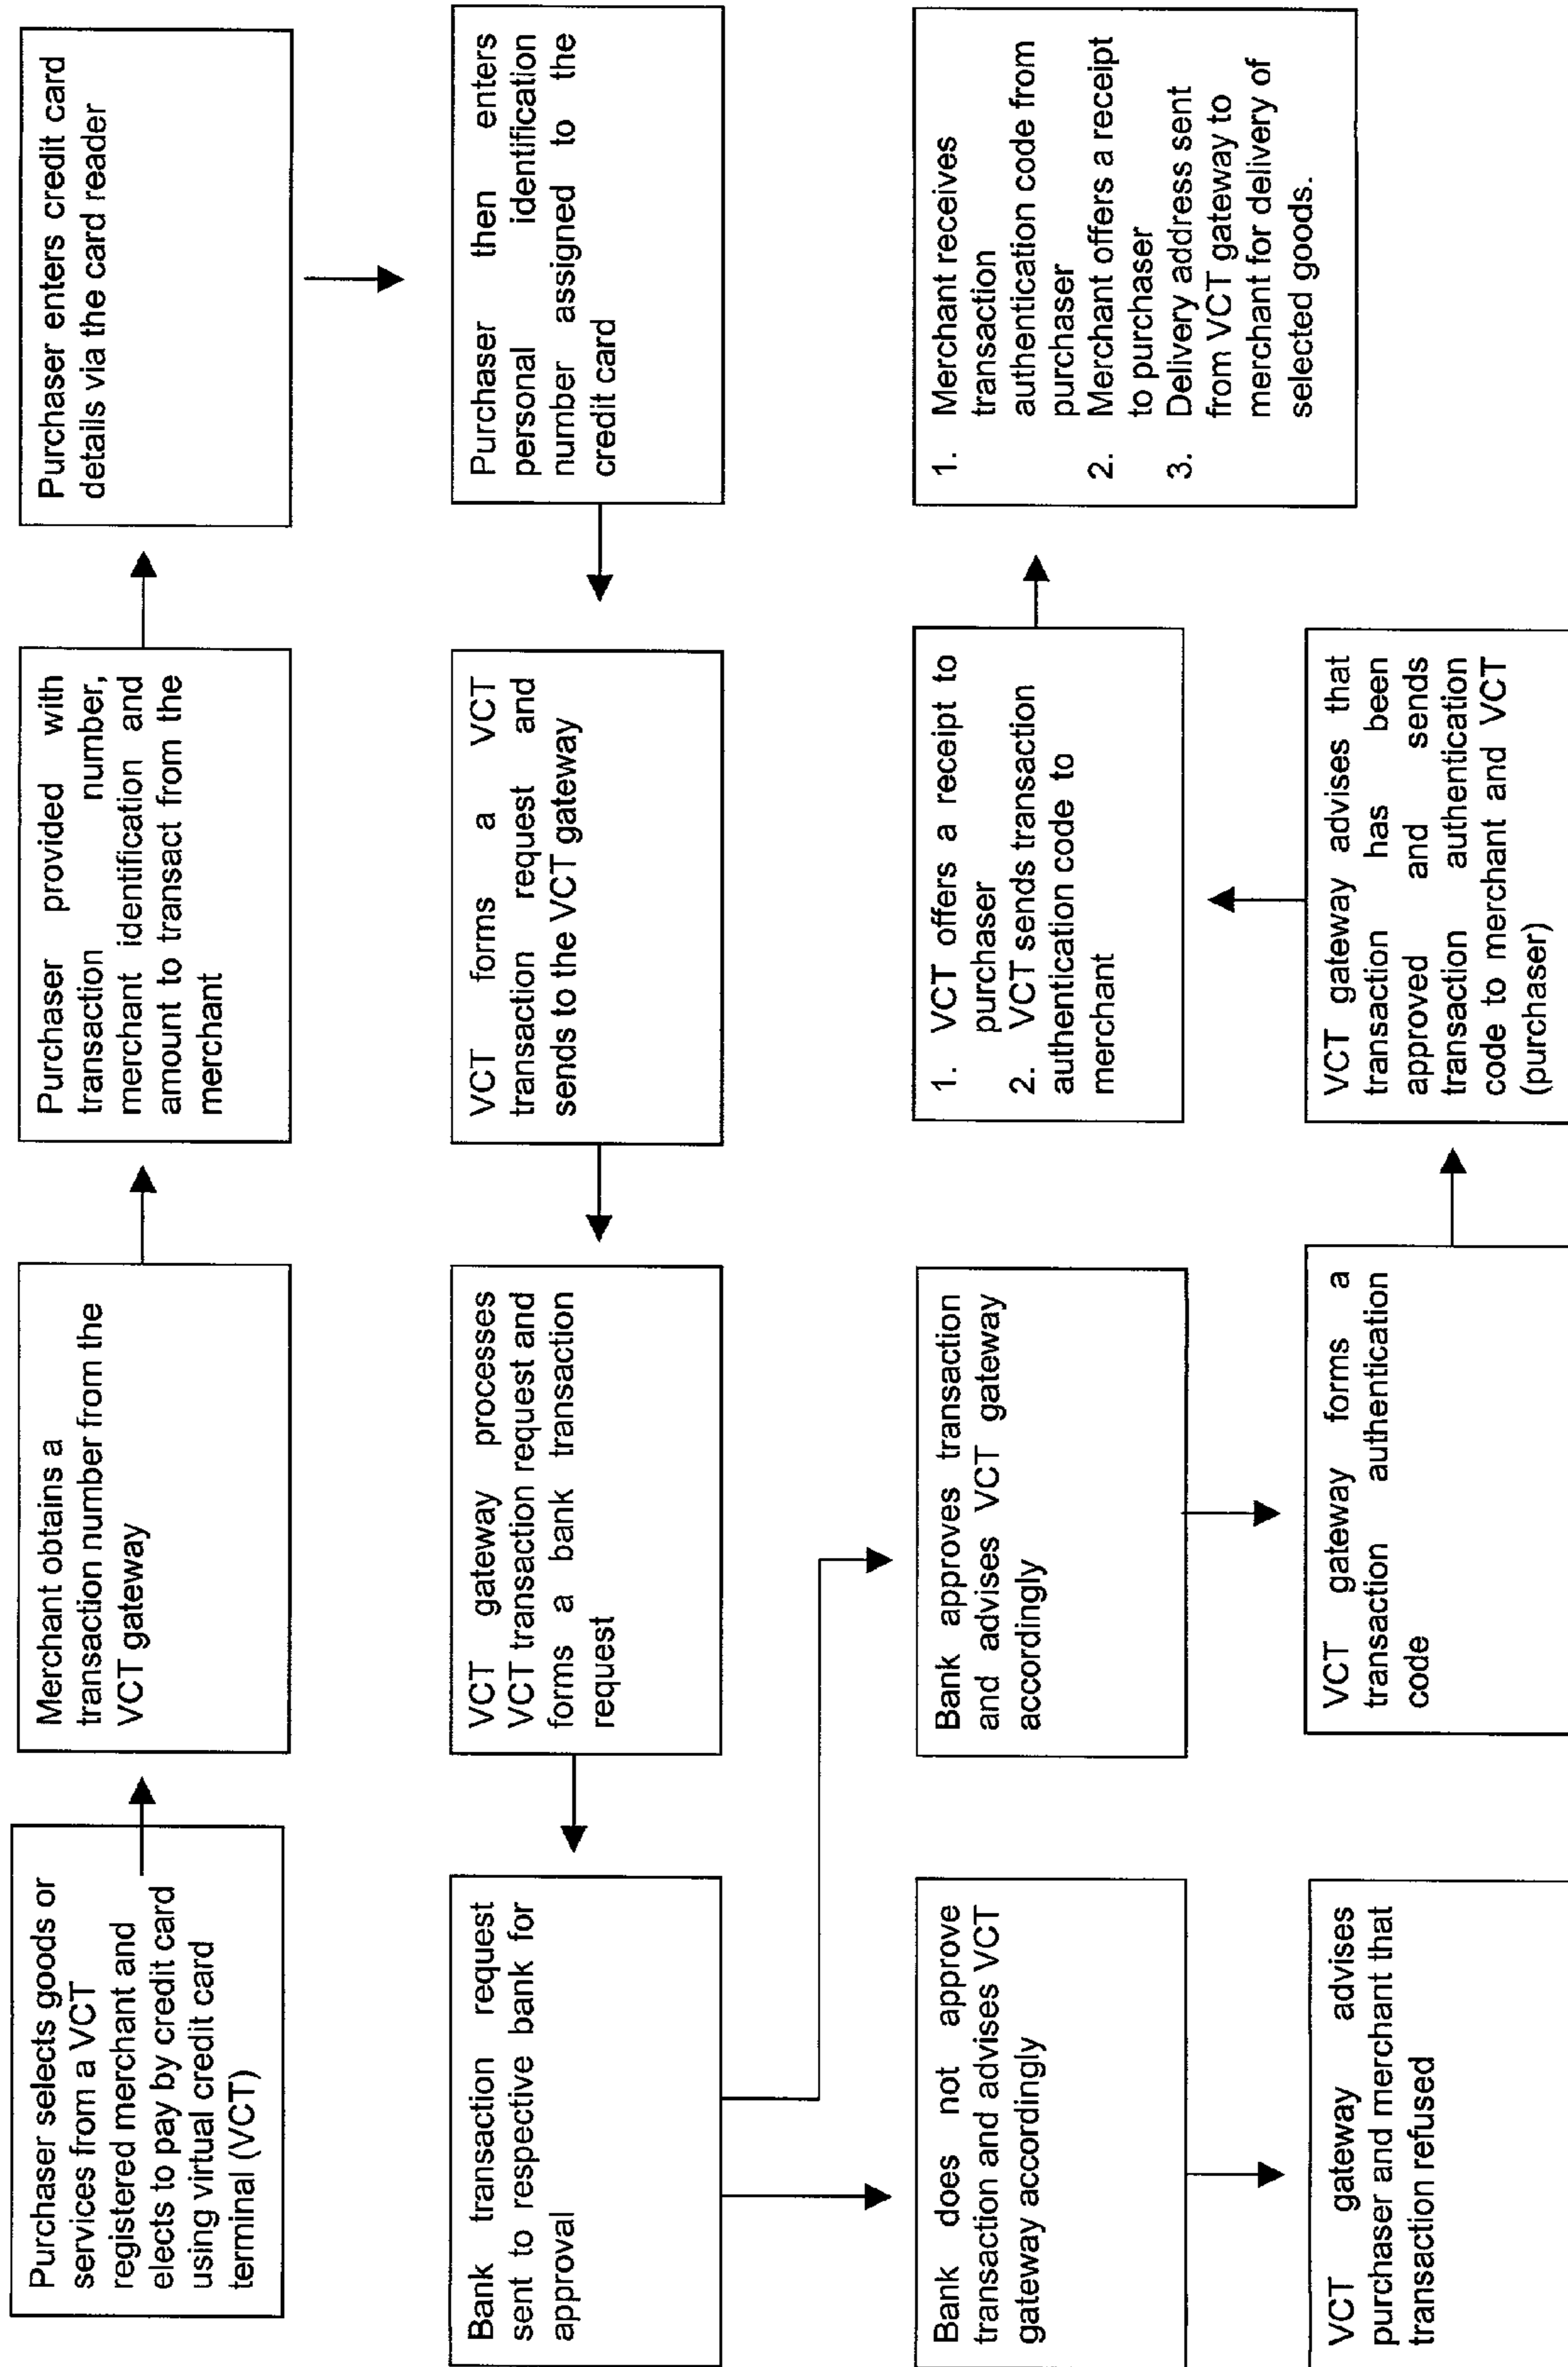 Purchaser selects goods or
services from a VCT
registered merchant and
elects to pay by credit card
using virtual credit card
terminal (VCT)
Merchant obtains a
transaction number from the
VCT gateway
Purchaser provided with
transaction number,
merchant identification and
amount to transact from the
merchant
Purchaser enters credit card
details via the card reader
Purchaser then enters
personal identification
number assigned to the
credit card
VCT forms a VCT
transaction request and
sends to the VCT gateway
VCT gateway processes
VCT transaction request and
forms a bank transaction
request
Bank transaction request
sent to respective bank for
approval
Bank does not approve
transaction and advises VCT
gateway accordingly
VCT gateway advises
purchaser and merchant that
transaction refused
Bank approves transaction
and advises VCT gateway
accordingly
VCT gateway forms a
transaction authentication
code
VCT gateway advises that
transaction has been
approved and sends
transaction authentication
code to merchant and VCT
(purchaser)
1. VCT offers a receipt to
purchaser
2. VCT sends transaction
authentication code to
merchant
1. Merchant receives
transaction
authentication code from
purchaser
2. Merchant offers a receipt
to purchaser
3. Delivery address sent
from VCT gateway to
merchant for delivery of
selected goods.